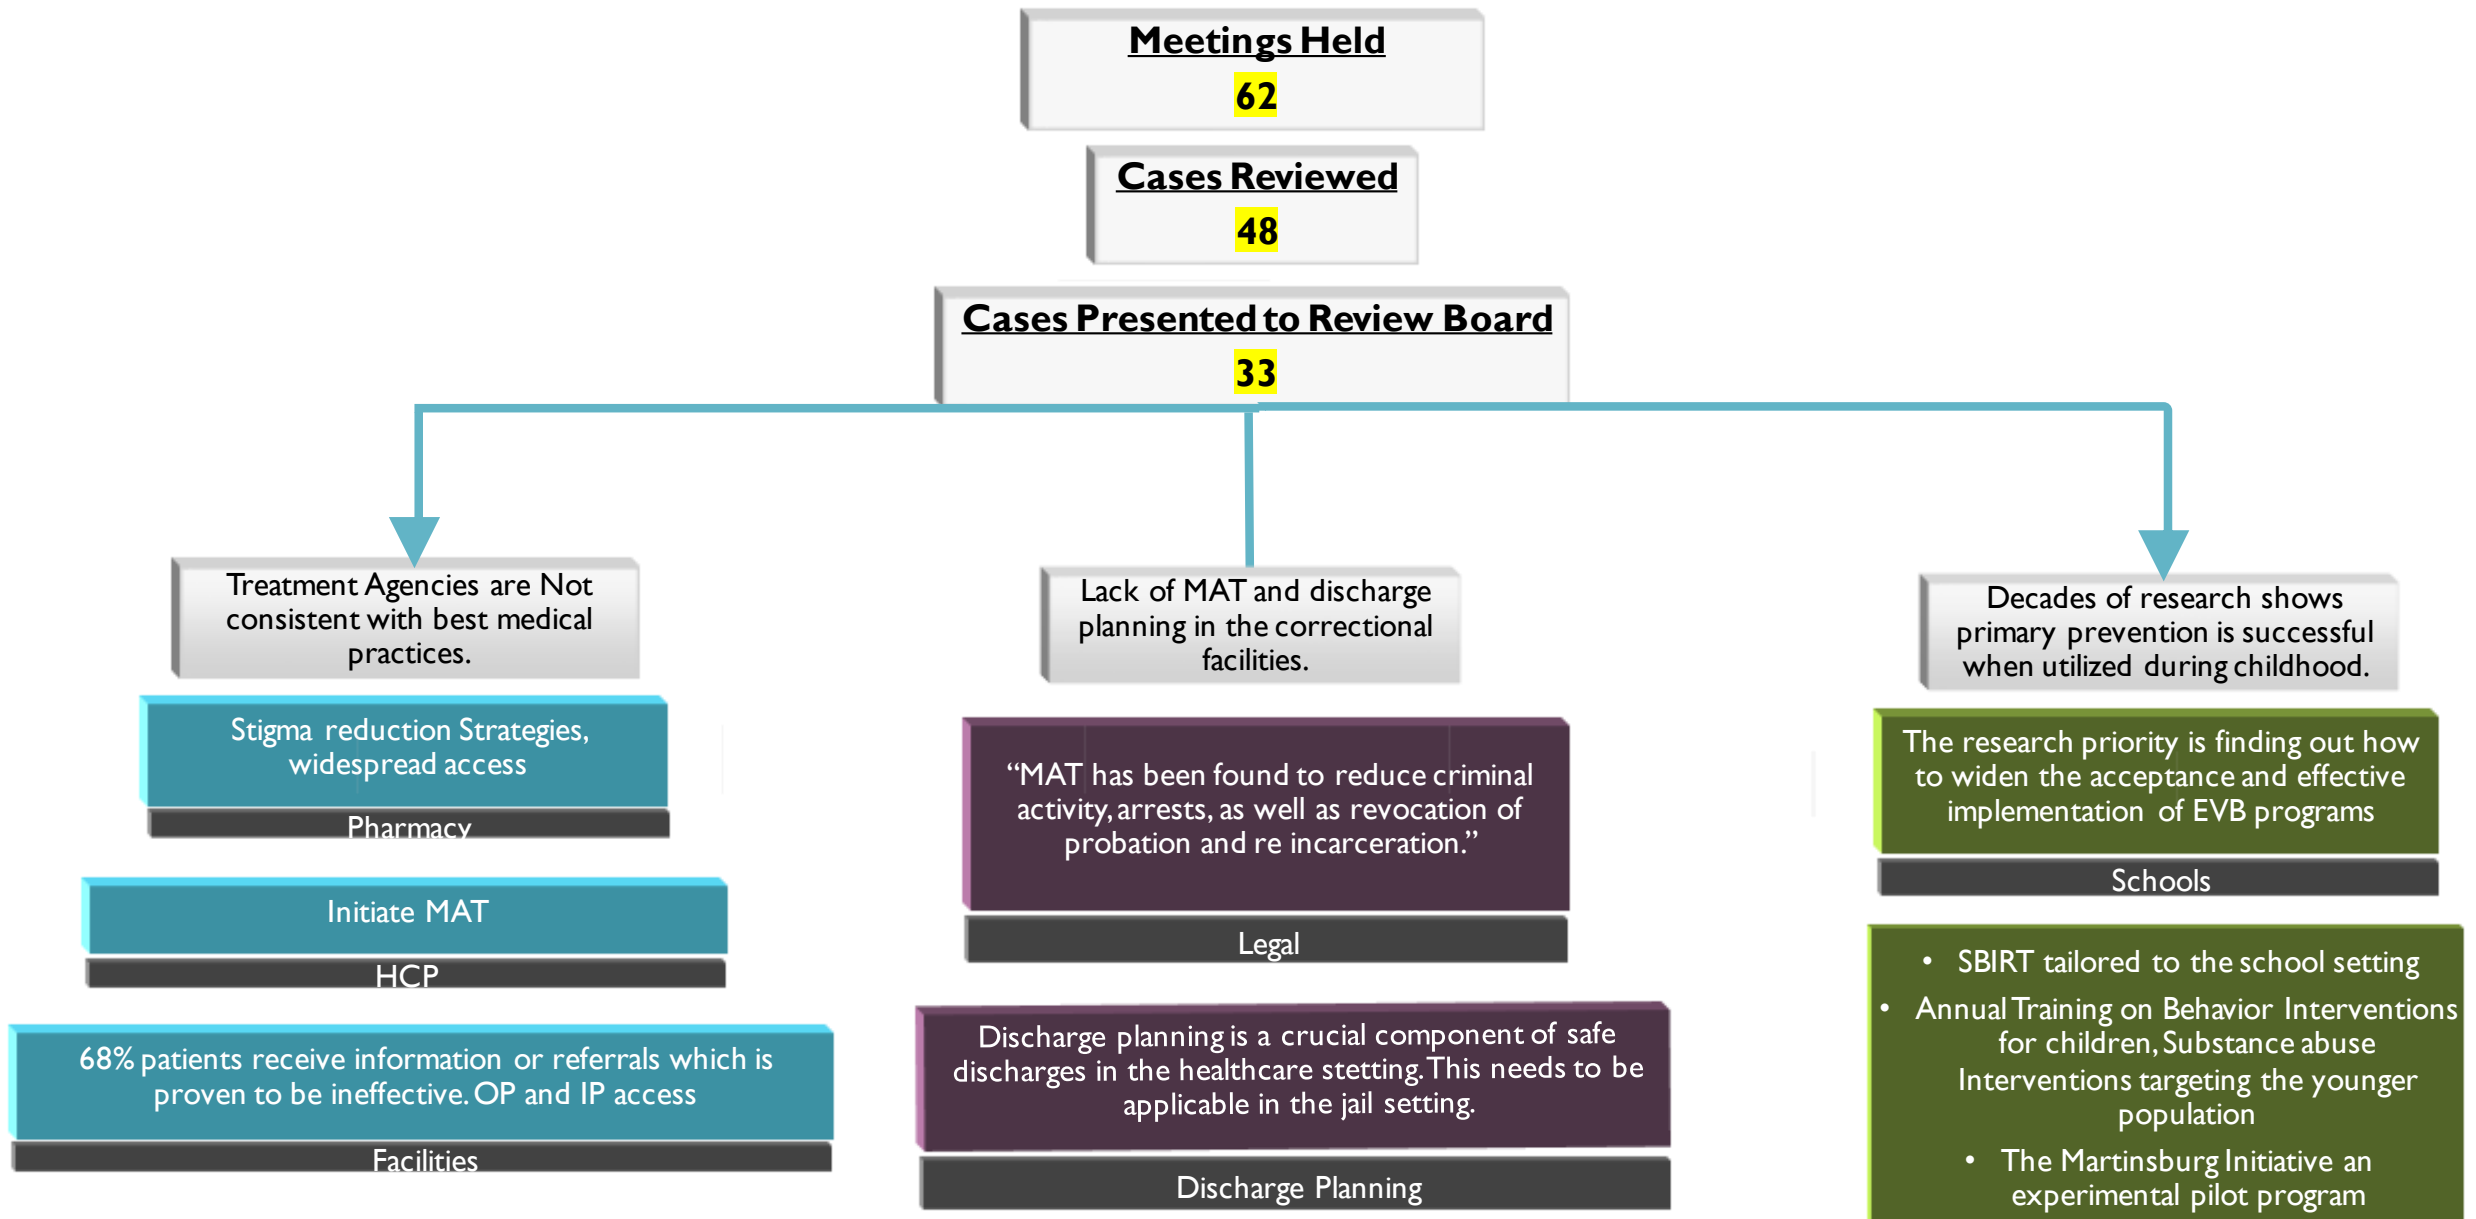 Meetings Held
62
Cases Reviewed
48
Cases Presented to Review Board
33
Treatment Agencies are Not
consistent with best medical
practices.
Stigma reduction Strategies,
widespread access
Pharmacy
Initiate MAT
HCP
68% patients receive information or referrals which is
proven to be ineffective. OP and IP access
Facilities
Lack of MAT and discharge
planning in the correctional
facilities.
“MAT has been found to reduce criminal
activity, arrests, as well as revocation of
probation and re incarceration.”
Legal
Discharge planning is a crucial component of safe
discharges in the healthcare stetting. This needs to be
applicable in the jail setting.
Discharge Planning
Decades of research shows
primary prevention is successful
when utilized during childhood.
The research priority is finding out how
to widen the acceptance and effective
implementation of EVB programs
Schools
• SBIRT tailored to the school setting
• Annual Training on Behavior Interventions
for children, Substance abuse
Interventions targeting the younger
population
• The Martinsburg Initiative an
experimental pilot program